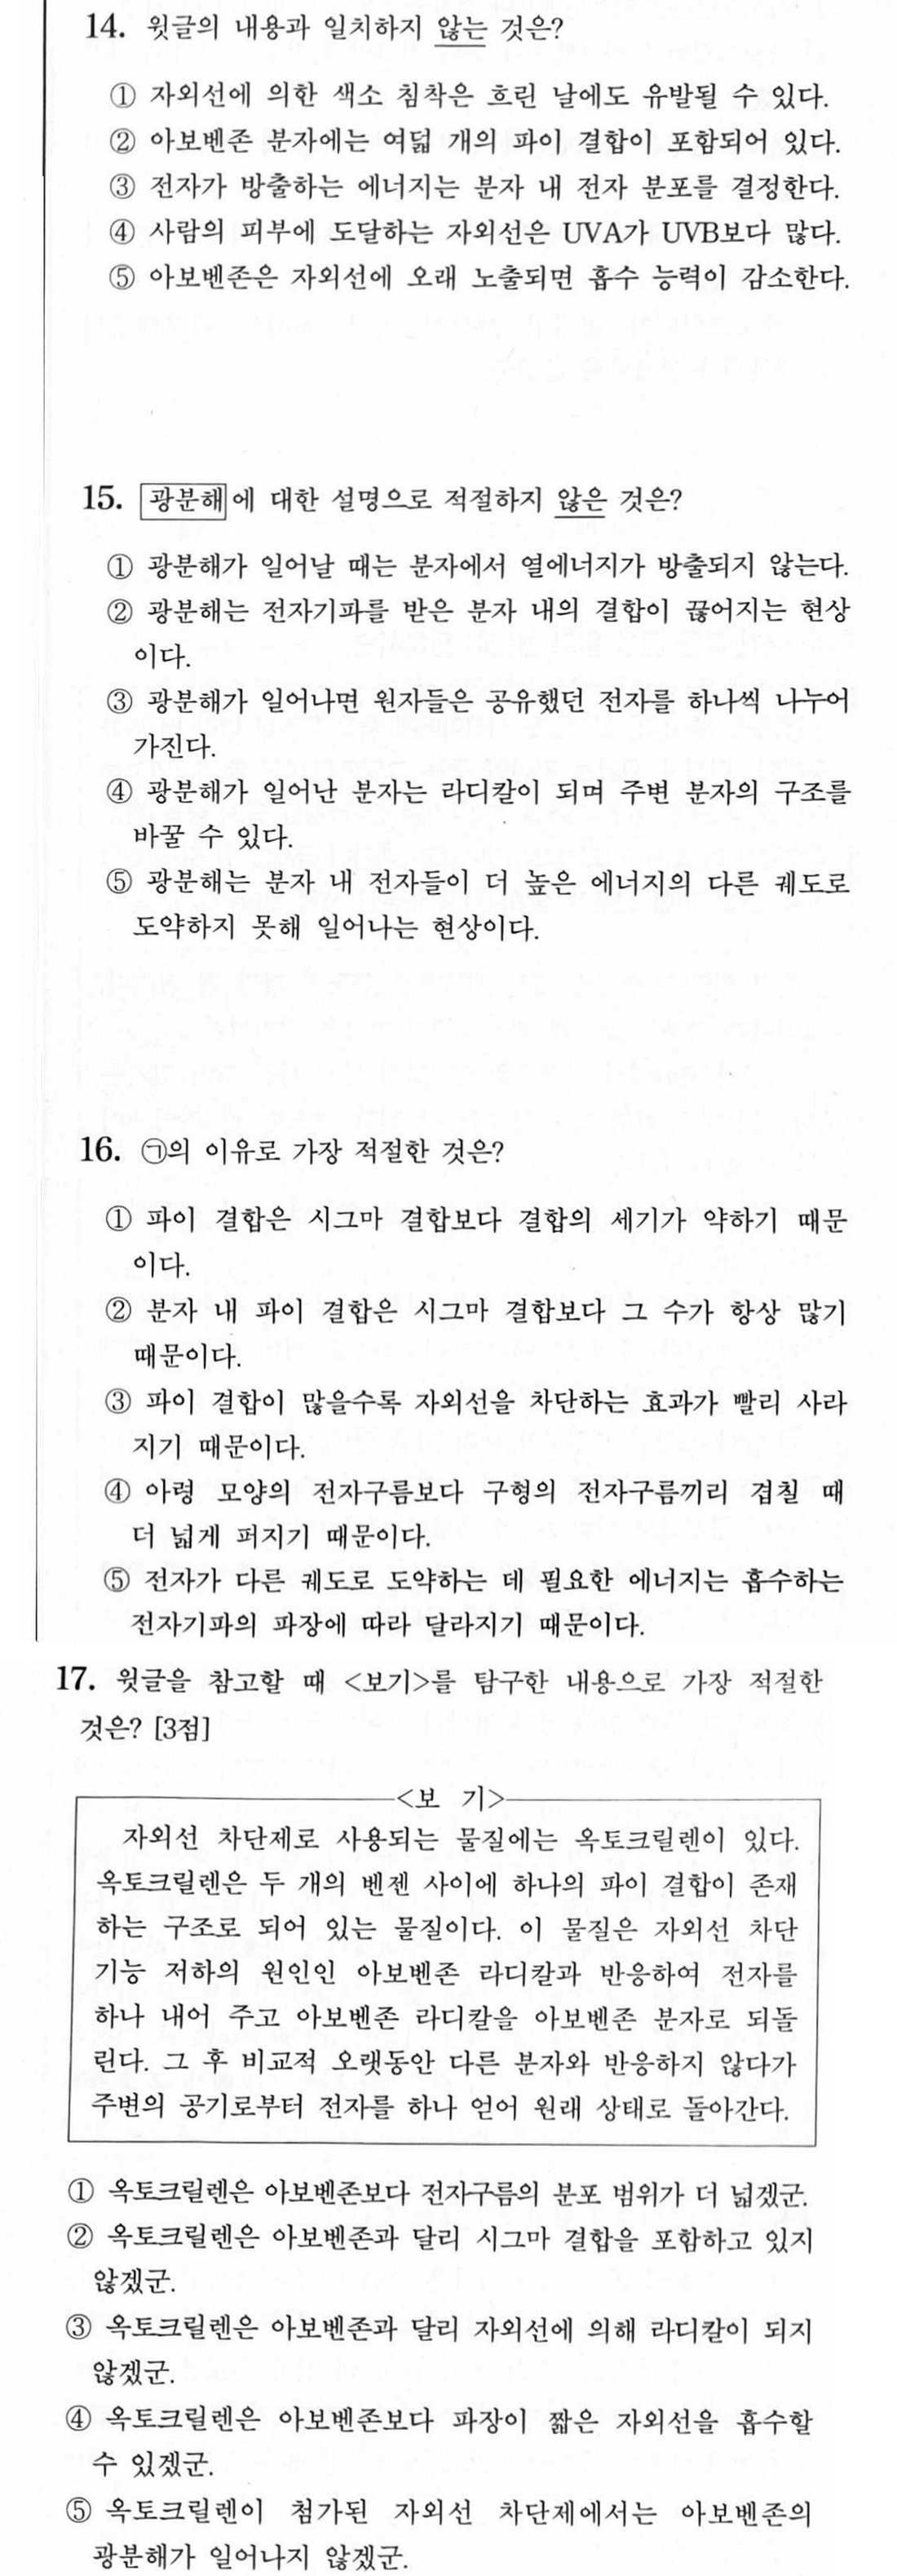 14. 윗글의 내용과 일치하지 않는 것은?
① 자외선에 의한 색소 침착은 흐린 날에도 유발될 수 있다.
② 아보벤존 분자에는 여덟 개의 파이 결합이 포함되어 있다.
③ 전자가 방출하는 에너지는 분자 내 전자 분포를 결정한다.
④ 사람의 피부에 도달하는 자외선은 UVA가 UVB보다 많다.
⑤ 아보벤존은 자외선에 오래 노출되면 흡수 능력이 감소한다.
15. 광분해에 대한 설명으로 적절하지 않은 것은?
① 광분해가 일어날 때는 분자에서 열에너지가 방출되지 않는다.
② 광분해는 전자기파를 받은 분자 내의 결합이 끊어지는 현상
이다.
③ 광분해가 일어나면 원자들은 공유했던 전자를 하나씩 나누어
가진다.
④ 광분해가 일어난 분자는 라디칼이 되며 주변 분자의 구조를
바꿀 수 있다.
⑤ 광분해는 분자 내 전자들이 더 높은 에너지의 다른 궤도로
도약하지 못해 일어나는 현상이다.
16. ㉠의 이유로 가장 적절한 것은?
① 파이 결합은 시그마 결합보다 결합의 세기가 약하기 때문
이다.
② 분자 내 파이 결합은 시그마 결합보다 그 수가 항상 많기
때문이다.
③ 파이 결합이 많을수록 자외선을 차단하는 효과가 빨리 사라
지기 때문이다.
④ 아령 모양의 전자구름보다 구형의 전자구름끼리 겹칠 때
더 넓게 퍼지기 때문이다.
⑤ 전자가 다른 궤도로 도약하는 데 필요한 에너지는 흡수하는
전자기파의 파장에 따라 달라지기 때문이다.
17. 윗글을 참고할 때 <보기>를 탐구한 내용으로 가장 적절한
것은? [3점]
<보 기>
자외선 차단제로 사용되는 물질에는 옥토크릴렌이 있다.
옥토크릴렌은 두 개의 벤젠 사이에 하나의 파이 결합이 존재
하는 구조로 되어 있는 물질이다. 이 물질은 자외선 차단
기능 저하의 원인인 아보벤존 라디칼과 반응하여 전자를
하나 내어 주고 아보벤존 라디칼을 아보벤존 분자로 되돌
린다. 그 후 비교적 오랫동안 다른 분자와 반응하지 않다가
주변의 공기로부터 전자를 하나 얻어 원래 상태로 돌아간다.
① 옥토크릴렌은 아보벤존보다 전자구름의 분포 범위가 더 넓겠군.
② 옥토크릴렌은 아보벤존과 달리 시그마 결합을 포함하고 있지
않겠군.
③ 옥토크릴렌은 아보벤존과 달리 자외선에 의해 라디칼이 되지
않겠군.
④ 옥토크릴렌은 아보벤존보다 파장이 짧은 자외선을 흡수할
수 있겠군.
⑤ 옥토크릴렌이 첨가된 자외선 차단제에서는 아보벤존의
광분해가 일어나지 않겠군.